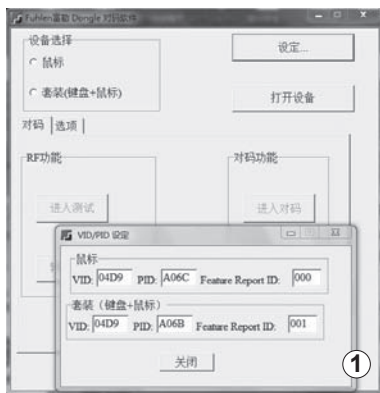 Fuhlen富勒 Dongle 对码软件
设备选择
鼠标
套装(键盘+鼠标)
设定...
打开设备
对码 选项
RF功能
对码功能
进入测试
进入对码
VID/PID 设定
鼠标
VID: 04D9 PID: A06C Feature Report ID: 000
套装（键盘+鼠标）
VID: 04D9 PID: A06B Feature Report ID: 001
关闭
1